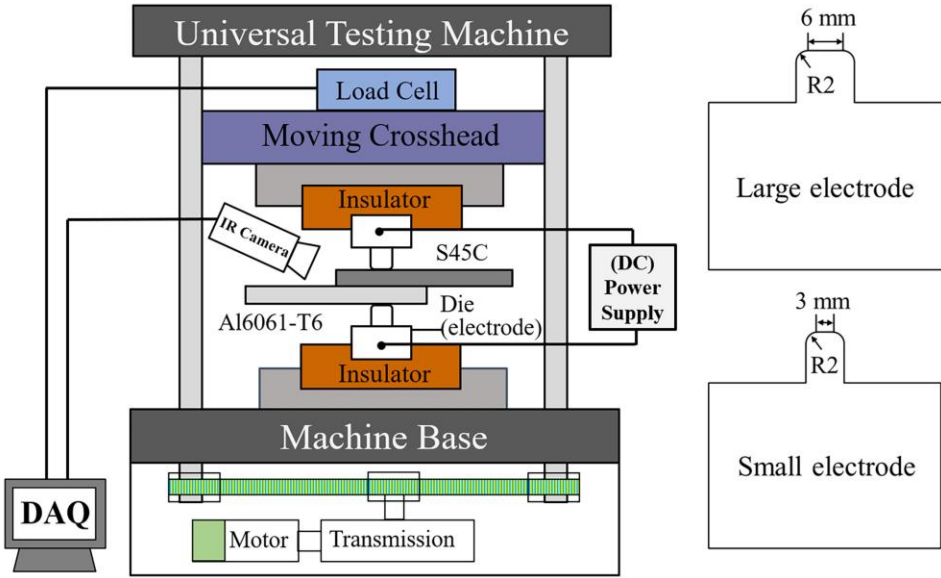 Universal Testing Machine
Load Cell
Moving Crosshead
Insulator
IR Camera
S45C
(DC)
Power
Supply
Al6061-T6
Die
(electrode)
Insulator
Machine Base
DAQ
Motor
Transmission
6 mm
R2
Large electrode
3 mm
R2
Small electrode